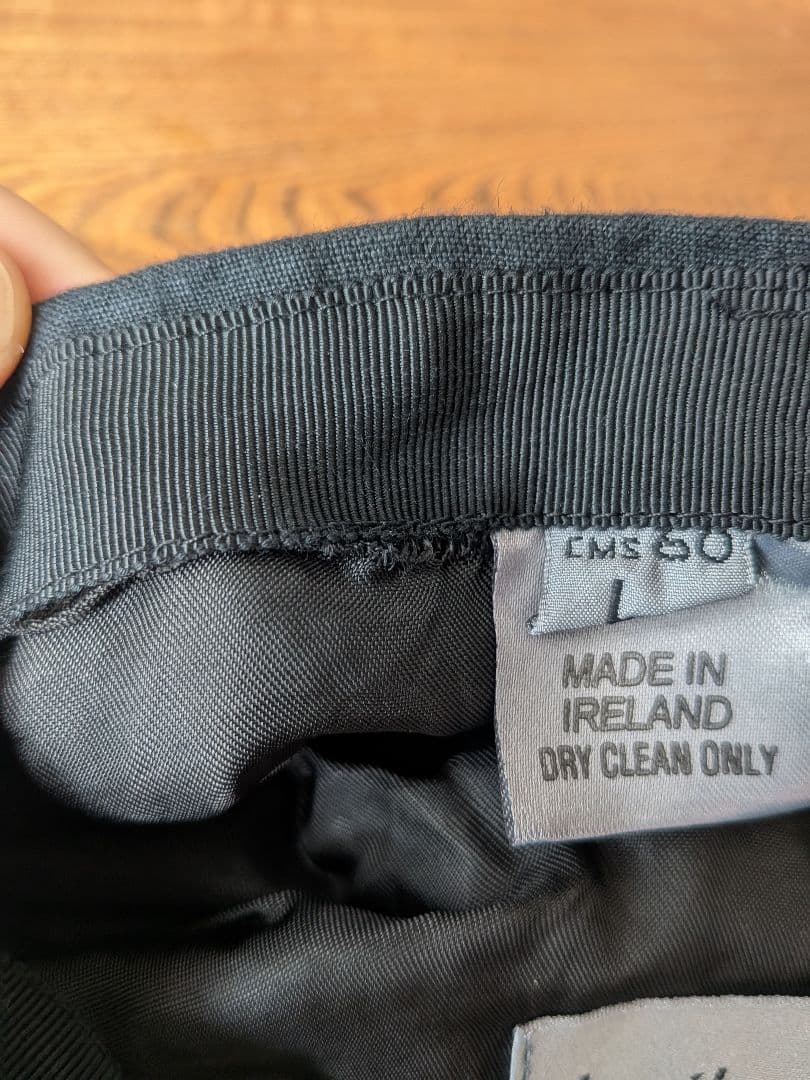 CMS 60
L
MADE IN
IRELAND
DRY CLEAN ONLY